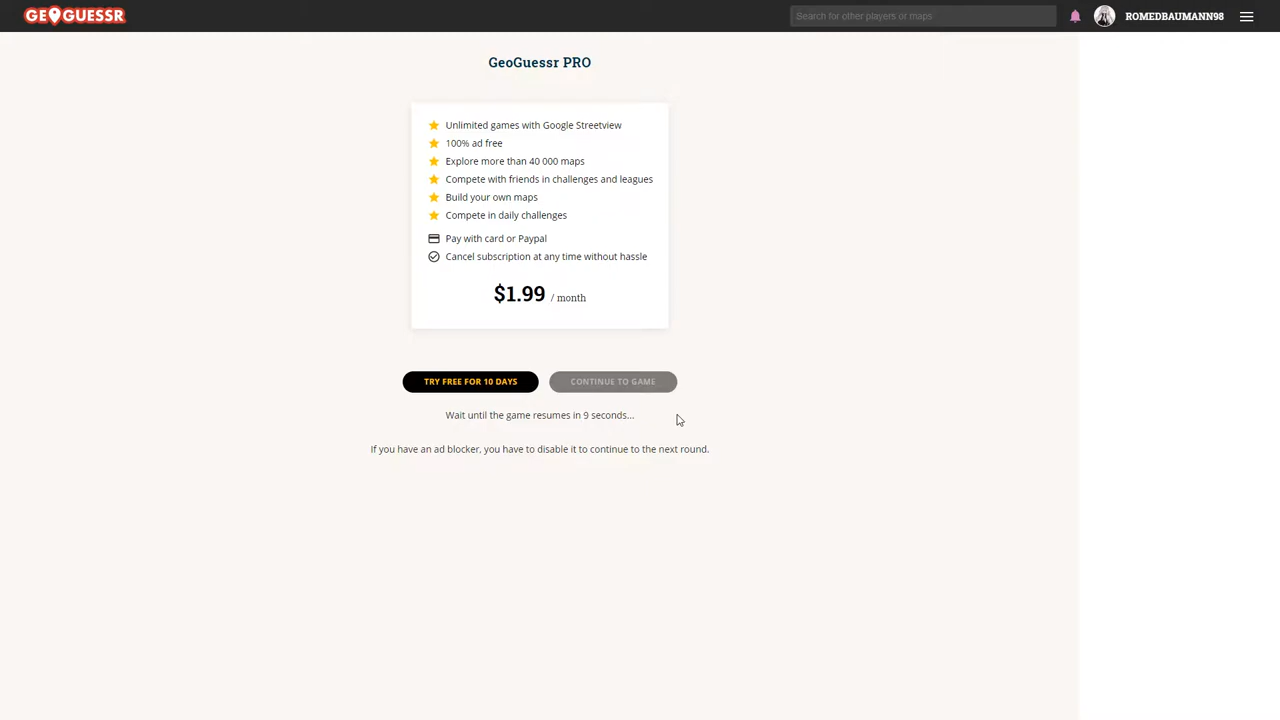 GEOGUESSR
Search for other players or maps
ROMEDBAUMANN98
GeoGuessr PRO
Unlimited games with Google Streetview
100% ad free
Explore more than 40 000 maps
Compete with friends in challenges and leagues
Build your own maps
Compete in daily challenges
Pay with card or Paypal
Cancel subscription at any time without hassle
$1.99 / month
TRY FREE FOR 10 DAYS
CONTINUE TO GAME
Wait until the game resumes in 9 seconds...
If you have an ad blocker, you have to disable it to continue to the next round.